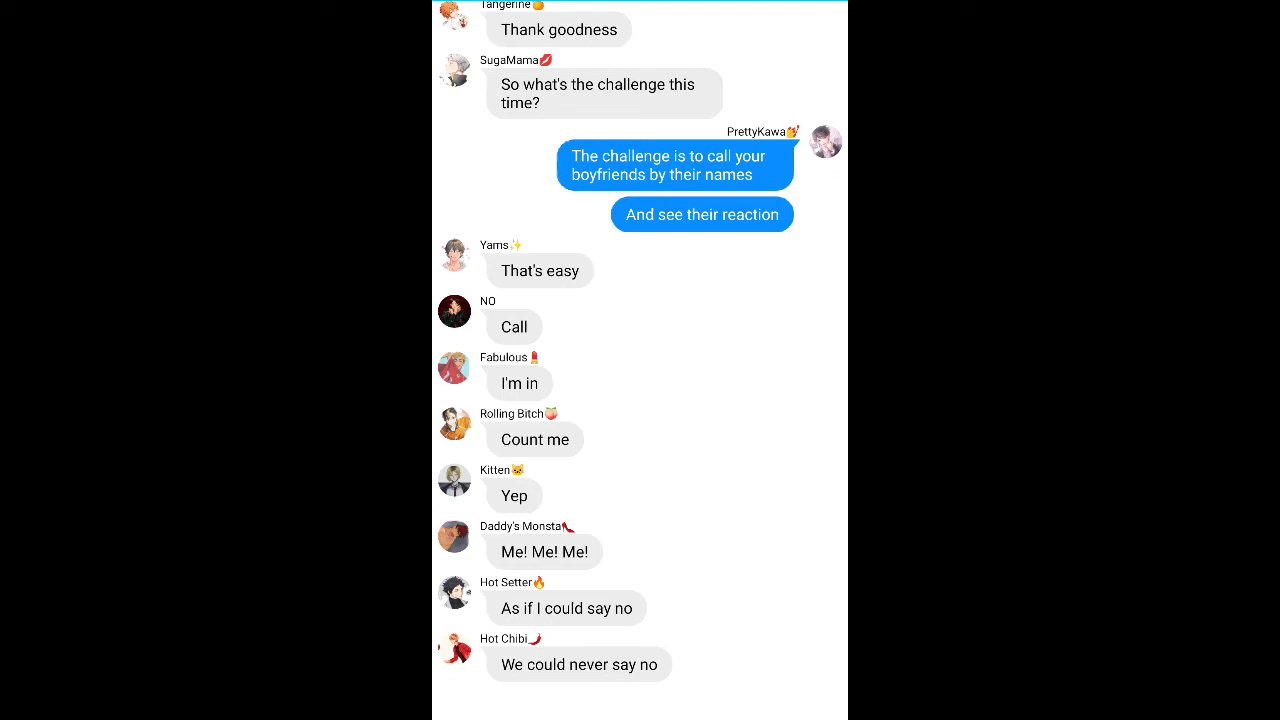 Tangerine🍊
Thank goodness
SugaMama💋
So what's the challenge this
time?
PrettyKawa💅
The challenge is to call your
boyfriends by their names
And see their reaction
Yams✨
That's easy
NO
Call
Fabulous💄
I'm in
Rolling Bitch🍑
Count me
Kitten🐱
Yep
Daddy's Monsta👠
Me! Me! Me!
Hot Setter🔥
As if I could say no
Hot Chibi🌶️
We could never say no